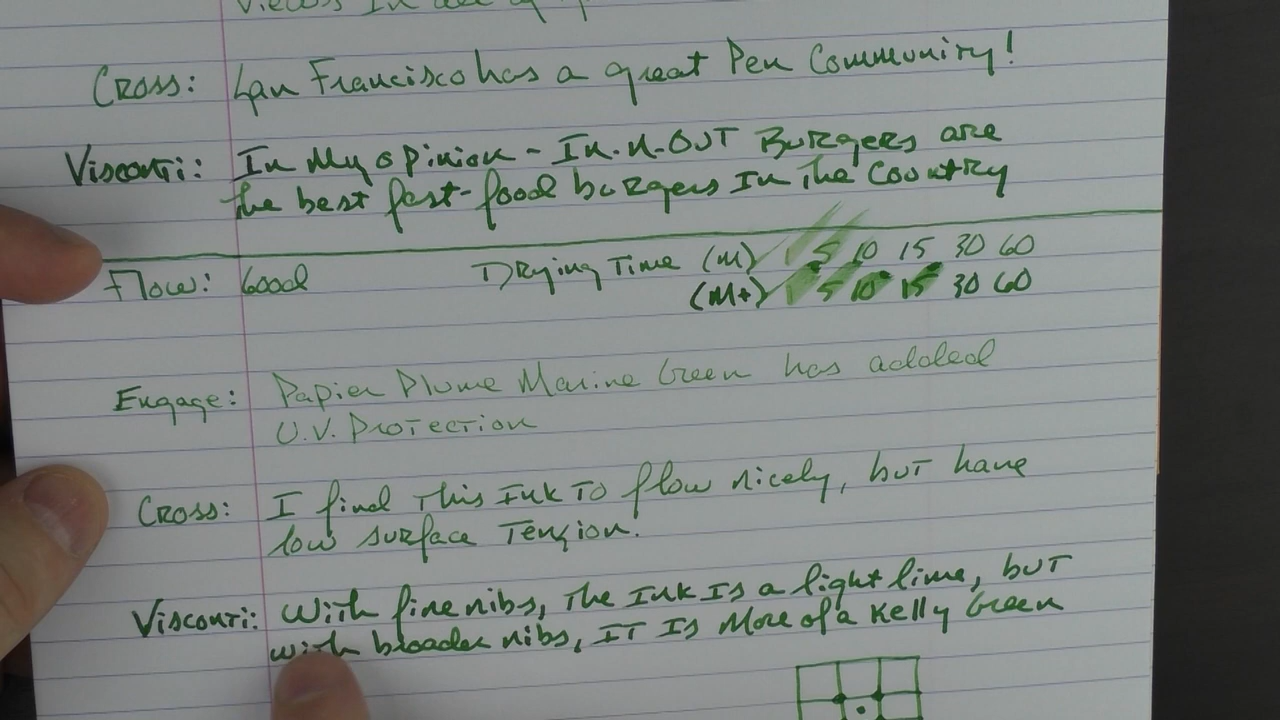 Cross: San Francisco has a great Pen Community!
Visconti: In My opinion - In-N-Out Burgers are
the best fast-food burgers In the Country
Flow: Good Drying Time (M) 5 10 15 30 60
(M+) 5 10 15 30 60
Engage: Papier Plume Marine Green has added
U.V. Protection
Cross: I find This Ink To flow nicely, but have
low surface Tension.
Visconti: With fine nibs, The Ink Is a light lime, but
with broader nibs, IT Is More of a Kelly Green